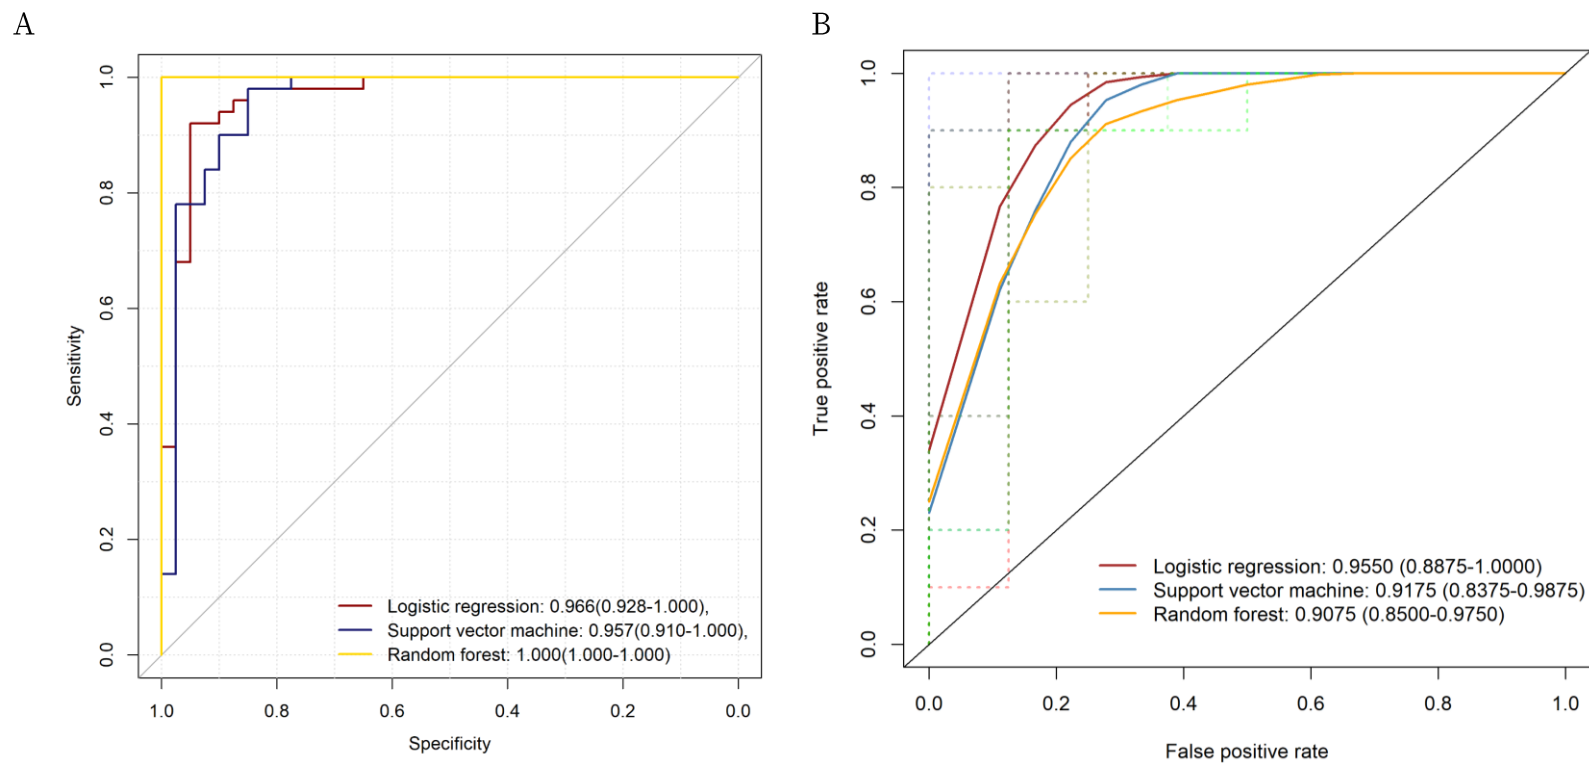 A
B
1.0
0.8
0.6
0.4
0.2
0.0
Sensitivity
Logistic regression: 0.966(0.928-1.000),
Support vector machine: 0.957(0.910-1.000),
Random forest: 1.000(1.000-1.000)
1.0
0.8
0.6
0.4
0.2
0.0
Specificity
1.0
0.8
0.6
0.4
0.2
0.0
True positive rate
Logistic regression: 0.9550 (0.8875-1.0000)
Support vector machine: 0.9175 (0.8375-0.9875)
Random forest: 0.9075 (0.8500-0.9750)
0.0
0.2
0.4
0.6
0.8
1.0
False positive rate